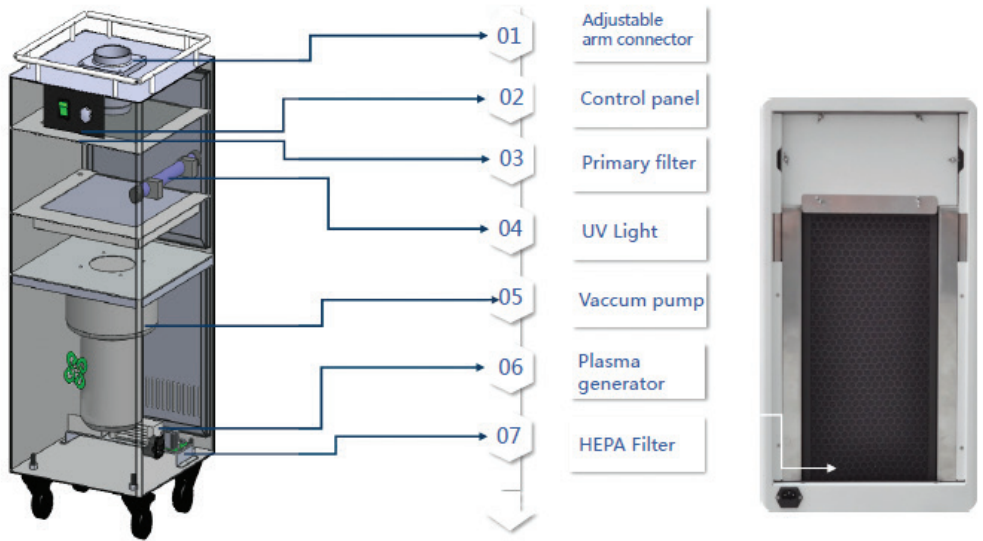 01
Adjustable
arm connector
02
Control panel
03
Primary filter
04
UV Light
05
Vaccum pump
06
Plasma
generator
07
HEPA Filter